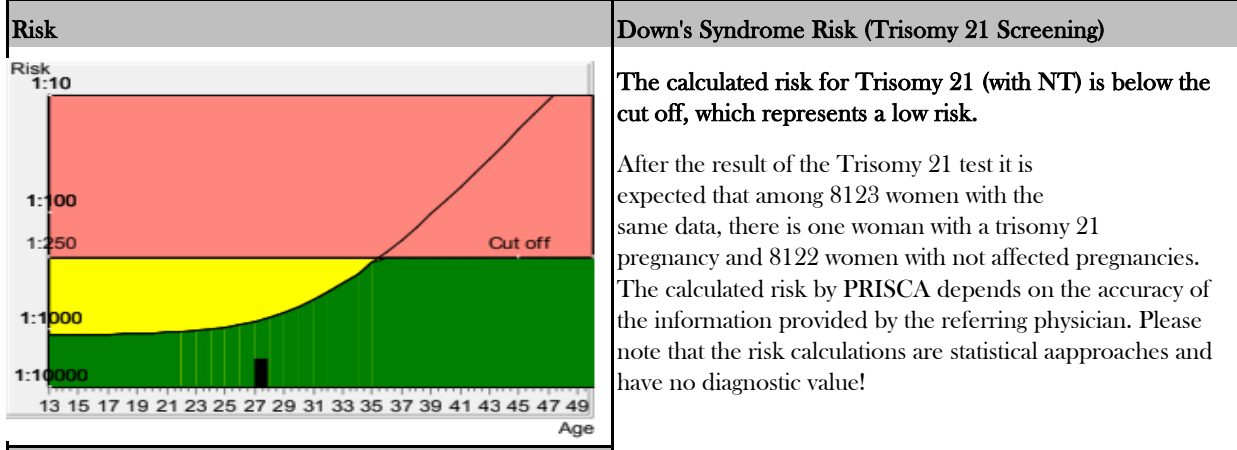 Risk
Down's Syndrome Risk (Trisomy 21 Screening)
Risk
1:10
1:100
1:250
Cut off
1:1000
1:10000
13 15 17 19 21 23 25 27 29 31 33 35 37 39 41 43 45 47 49
Age
The calculated risk for Trisomy 21 (with NT) is below the
cut off, which represents a low risk.
After the result of the Trisomy 21 test it is
expected that among 8123 women with the
same data, there is one woman with a trisomy 21
pregnancy and 8122 women with not affected pregnancies.
The calculated risk by PRISCA depends on the accuracy of
the information provided by the referring physician. Please
note that the risk calculations are statistical aapproaches and
have no diagnostic value!